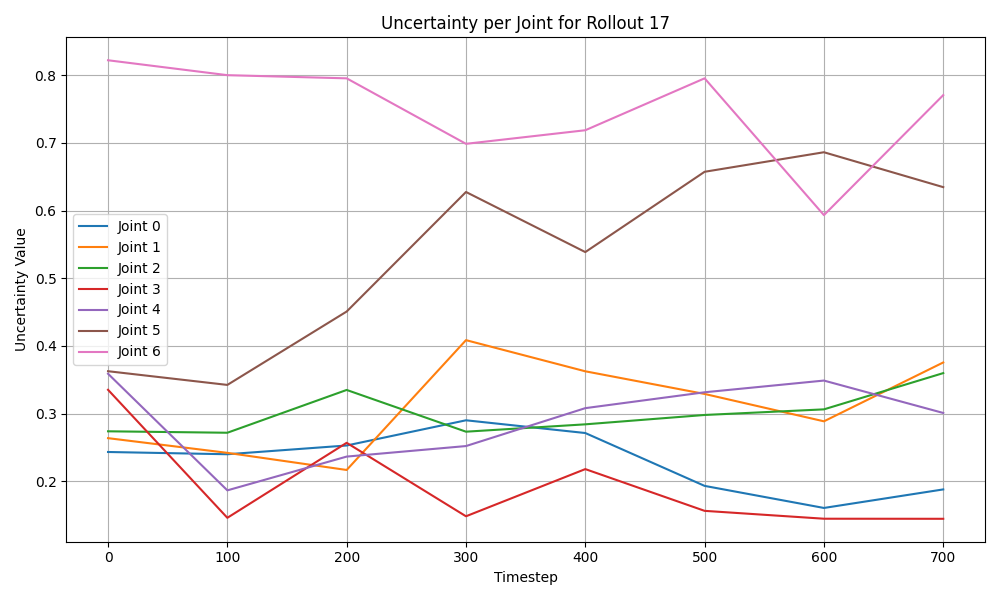 Uncertainty per Joint for Rollout 17
Uncertainty Value
0.8
0.7
0.6
0.5
0.4
0.3
0.2
Joint 0
Joint 1
Joint 2
Joint 3
Joint 4
Joint 5
Joint 6
0 100 200 300 400 500 600 700
Timestep